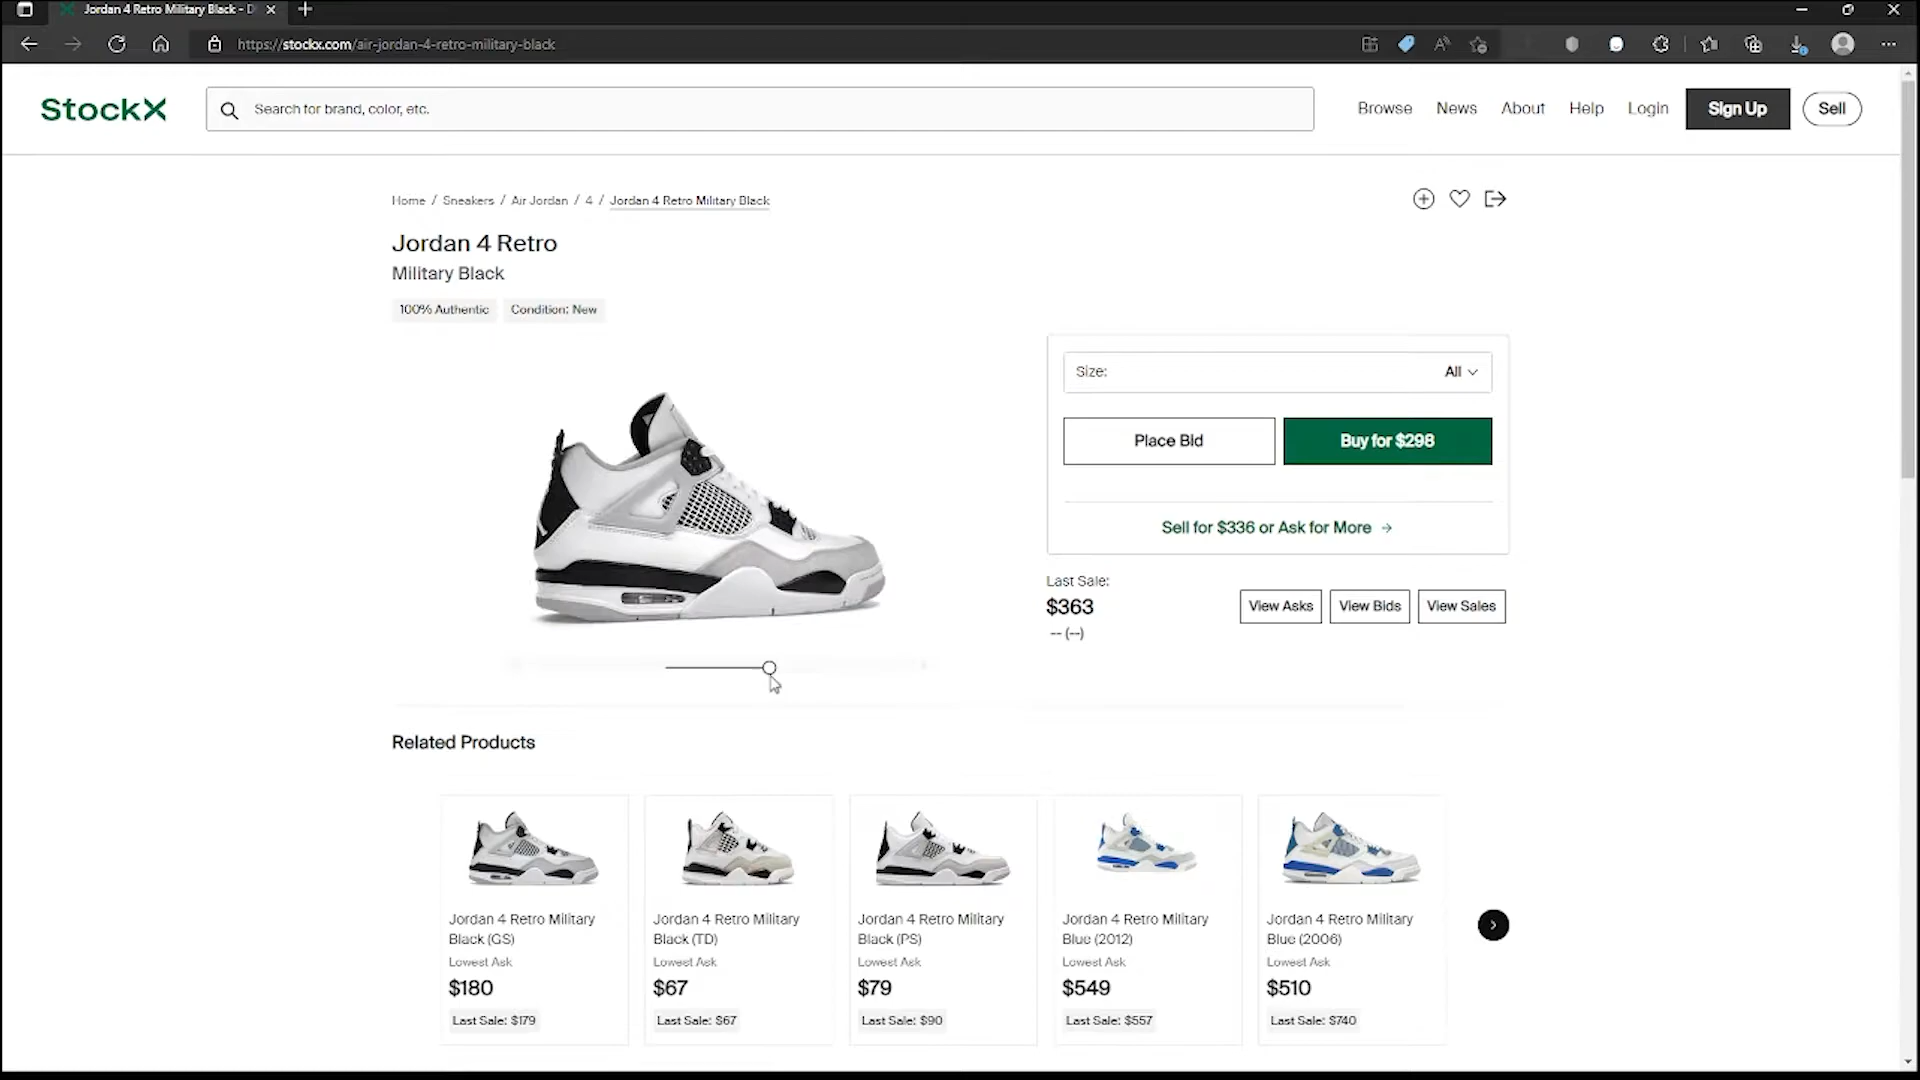 Jordan 4 Retro Military Black - D
https://stockx.com/air-jordan-4-retro-military-black
StockX
Search for brand, color, etc.
Browse
News
About
Help
Login
Sign Up
Sell
Home / Sneakers / Air Jordan / 4 / Jordan 4 Retro Military Black
Jordan 4 Retro
Military Black
100% Authentic
Condition: New
Size:
All
Place Bid
Buy for $298
Sell for $336 or Ask for More →
Last Sale:
$363
-- (--)
View Asks
View Bids
View Sales
Related Products
Jordan 4 Retro Military
Black (GS)
Lowest Ask
$180
Last Sale: $179
Jordan 4 Retro Military
Black (TD)
Lowest Ask
$67
Last Sale: $67
Jordan 4 Retro Military
Black (PS)
Lowest Ask
$79
Last Sale: $90
Jordan 4 Retro Military
Blue (2012)
Lowest Ask
$549
Last Sale: $557
Jordan 4 Retro Military
Blue (2006)
Lowest Ask
$510
Last Sale: $740